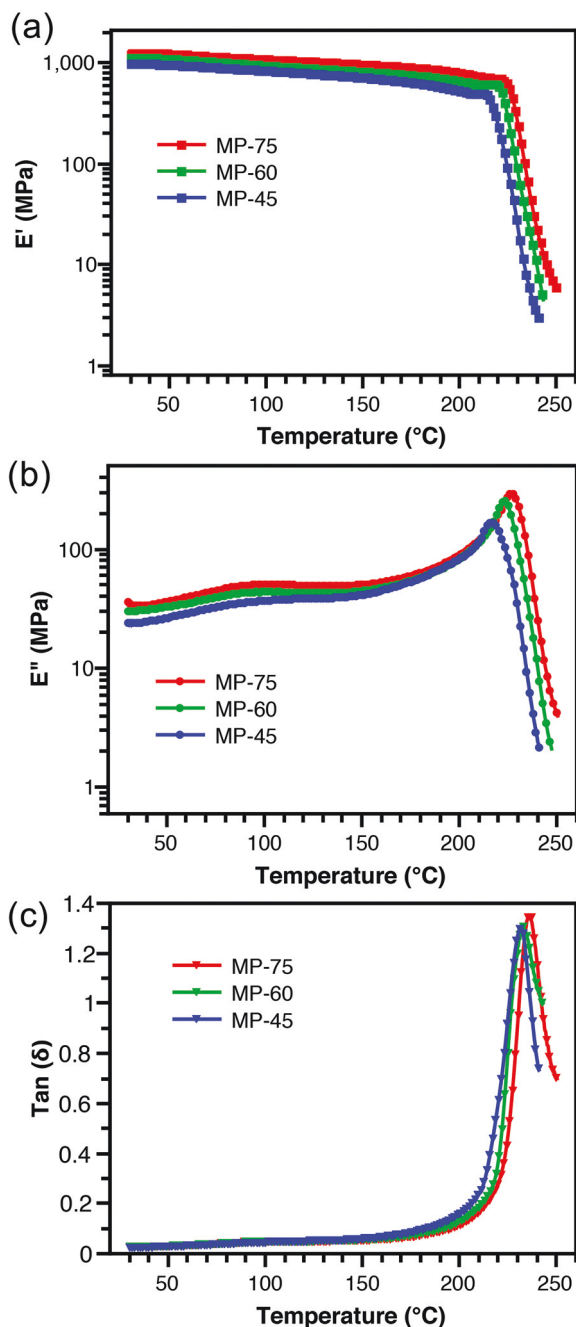 (a)
1,000
100
10
1
E' (MPa)
MP-75
MP-60
MP-45
50 100 150 200 250
Temperature (°C)
(b)
100
10
1
E" (MPa)
MP-75
MP-60
MP-45
50 100 150 200 250
Temperature (°C)
(c)
1.4
1.2
1
0.8
0.6
0.4
0.2
0
Tan (δ)
MP-75
MP-60
MP-45
50 100 150 200 250
Temperature (°C)